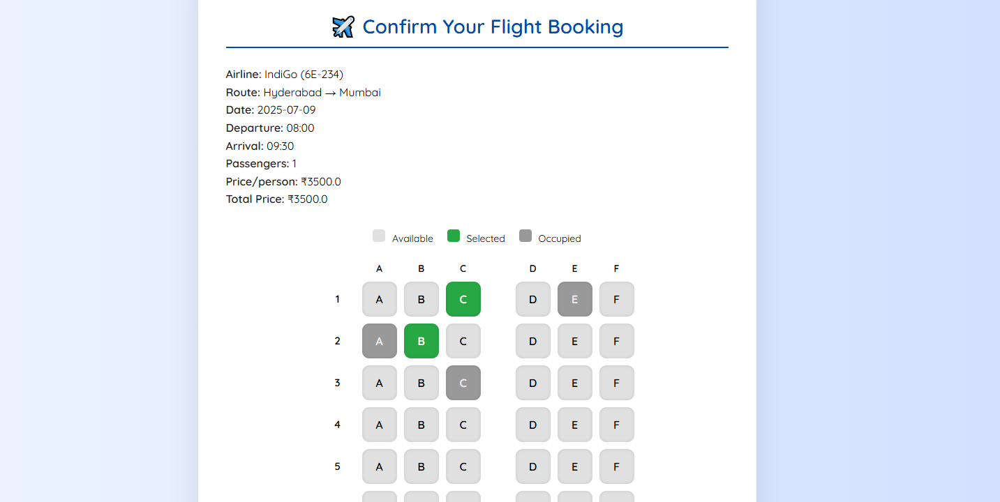 Confirm Your Flight Booking
Airline: IndiGo (6E-234)
Route: Hyderabad → Mumbai
Date: 2025-07-09
Departure: 08:00
Arrival: 09:30
Passengers: 1
Price/person: ₹3500.0
Total Price: ₹3500.0
Available Selected Occupied
A B C D E F
1 A B C D E F
2 A B C D E F
3 A B C D E F
4 A B C D E F
5 A B C D E F